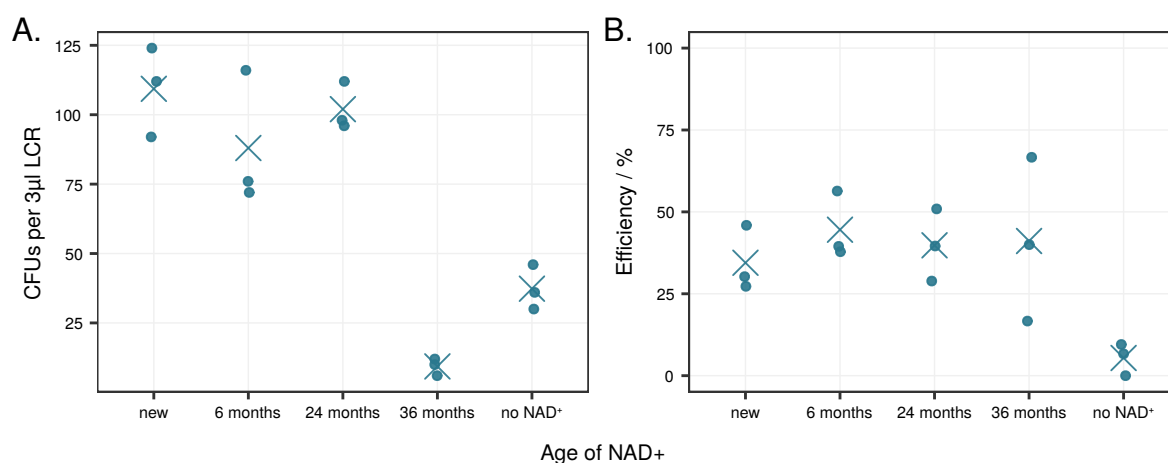 A.
CFUs per 3µl LCR
125
100
75
50
25
new
6 months
24 months
36 months
no NAD⁺
B.
Efficiency / %
100
75
50
25
0
new
6 months
24 months
36 months
no NAD⁺
Age of NAD+